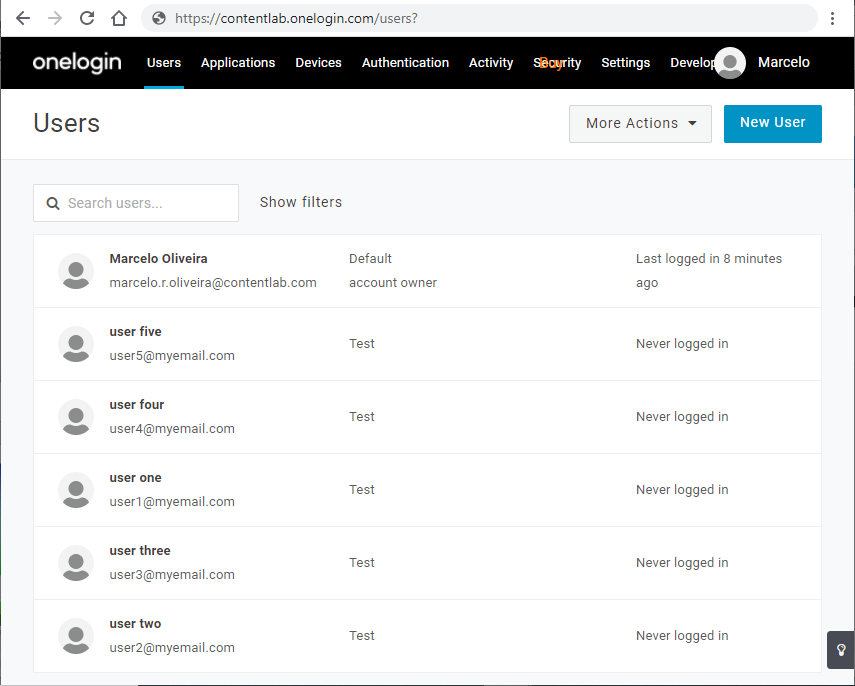 https://contentlab.onelogin.com/users?
onelogin Users Applications Devices Authentication Activity Security Buy Settings Develop Marcelo
Users
More Actions
New User
Search users...
Show filters
Marcelo Oliveira
marcelo.r.oliveira@contentlab.com
Default
account owner
Last logged in 8 minutes
ago
user five
user5@myemail.com
Test
Never logged in
user four
user4@myemail.com
Test
Never logged in
user one
user1@myemail.com
Test
Never logged in
user three
user3@myemail.com
Test
Never logged in
user two
user2@myemail.com
Test
Never logged in